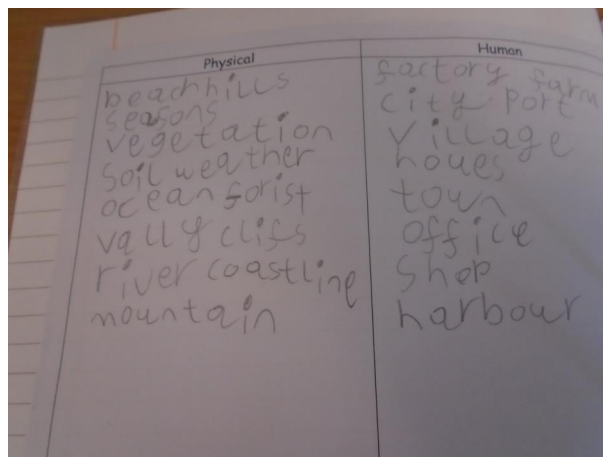 Physical
beach hills
seasons
vegetation
soil weather
ocean forist
vally clifs
river coastline
mountain
Human
factory farm
city port
village
houes
town
office
shop
harbour